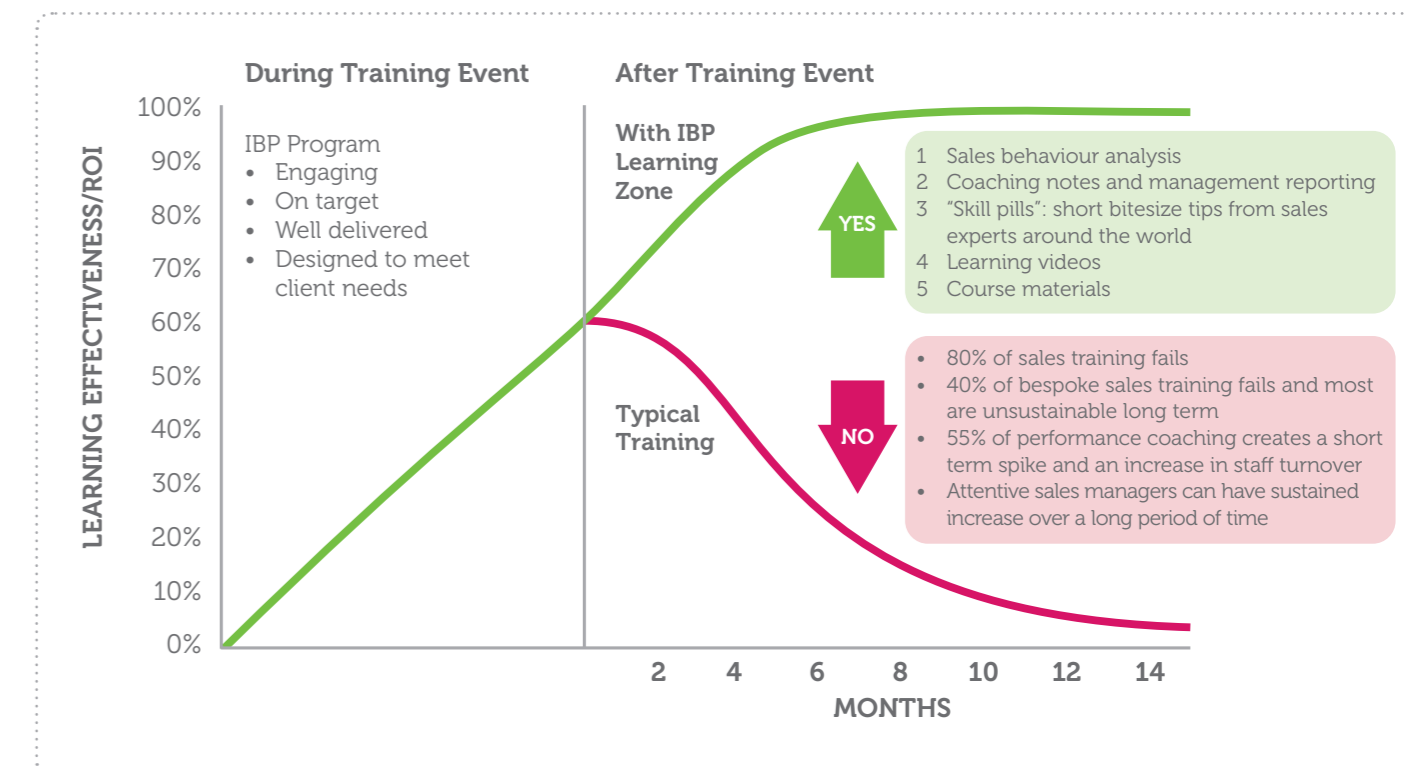 During Training Event
After Training Event
100%
90%
80%
70%
60%
50%
40%
30%
20%
10%
0%
LEARNING EFFECTIVENESS/ROI
IBP Program
• Engaging
• On target
• Well delivered
• Designed to meet
client needs
With IBP
Learning
Zone
YES
1 Sales behaviour analysis
2 Coaching notes and management reporting
3 “Skill pills”: short bitesize tips from sales
experts around the world
4 Learning videos
5 Course materials
Typical
Training
NO
• 80% of sales training fails
• 40% of bespoke sales training fails and most
are unsustainable long term
• 55% of performance coaching creates a short
term spike and an increase in staff turnover
• Attentive sales managers can have sustained
increase over a long period of time
2 4 6 8 10 12 14
MONTHS